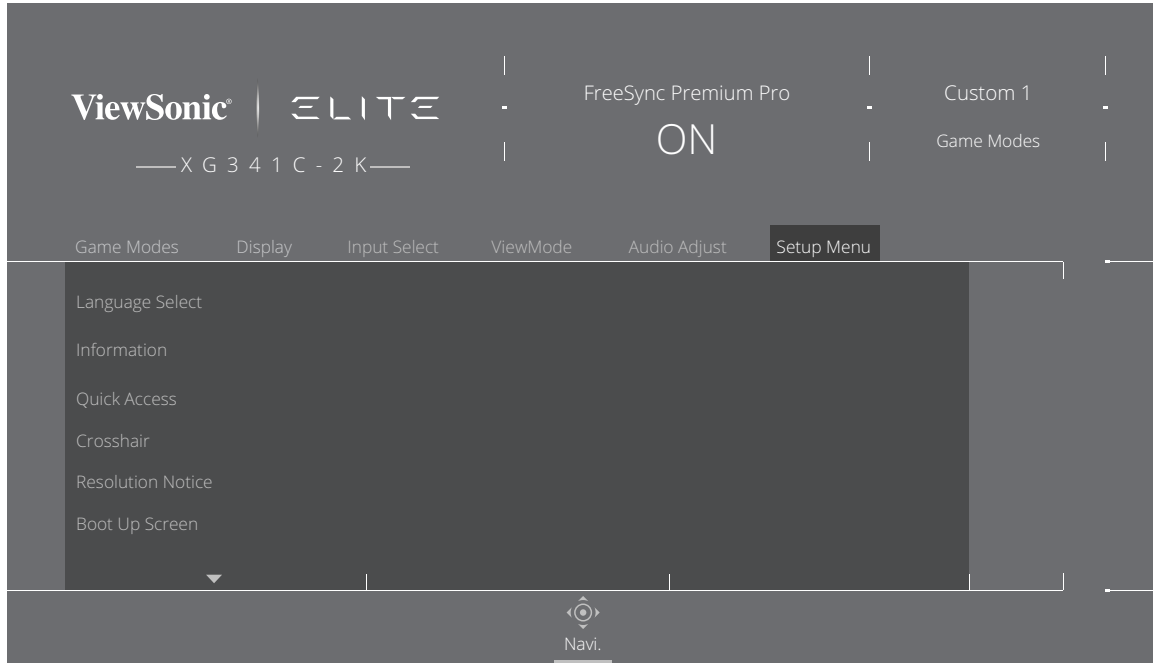 ViewSonic® | ELITE
XG341C-2K
FreeSync Premium Pro
ON
Custom 1
Game Modes
Game Modes Display Input Select ViewMode Audio Adjust Setup Menu
Language Select
Information
Quick Access
Crosshair
Resolution Notice
Boot Up Screen
Navi.